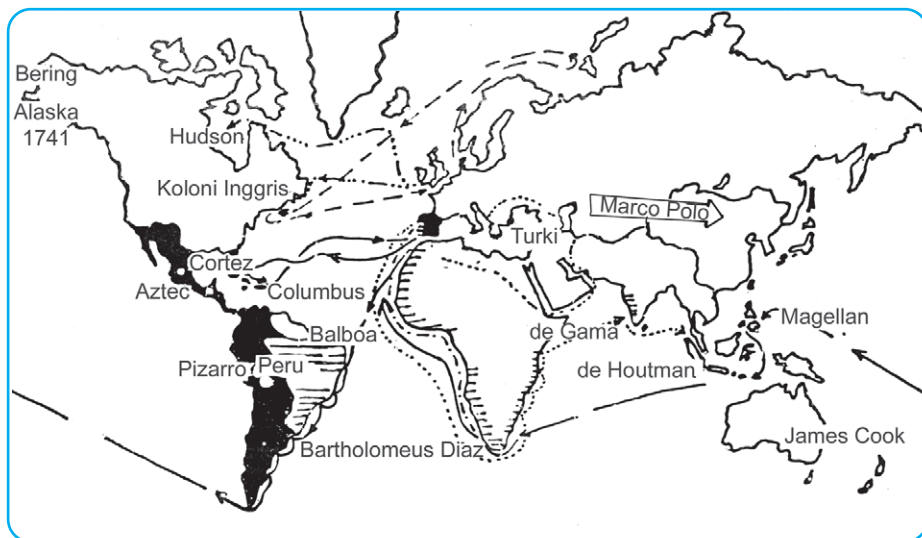 Bering
Alaska
1741
Hudson
Koloni Inggris
Marco Polo
Turki
Cortez
Aztec
Columbus
Balboa
de Gama
Magellan
Pizarro
Peru
de Houtman
Bartholomeus Diaz
James Cook